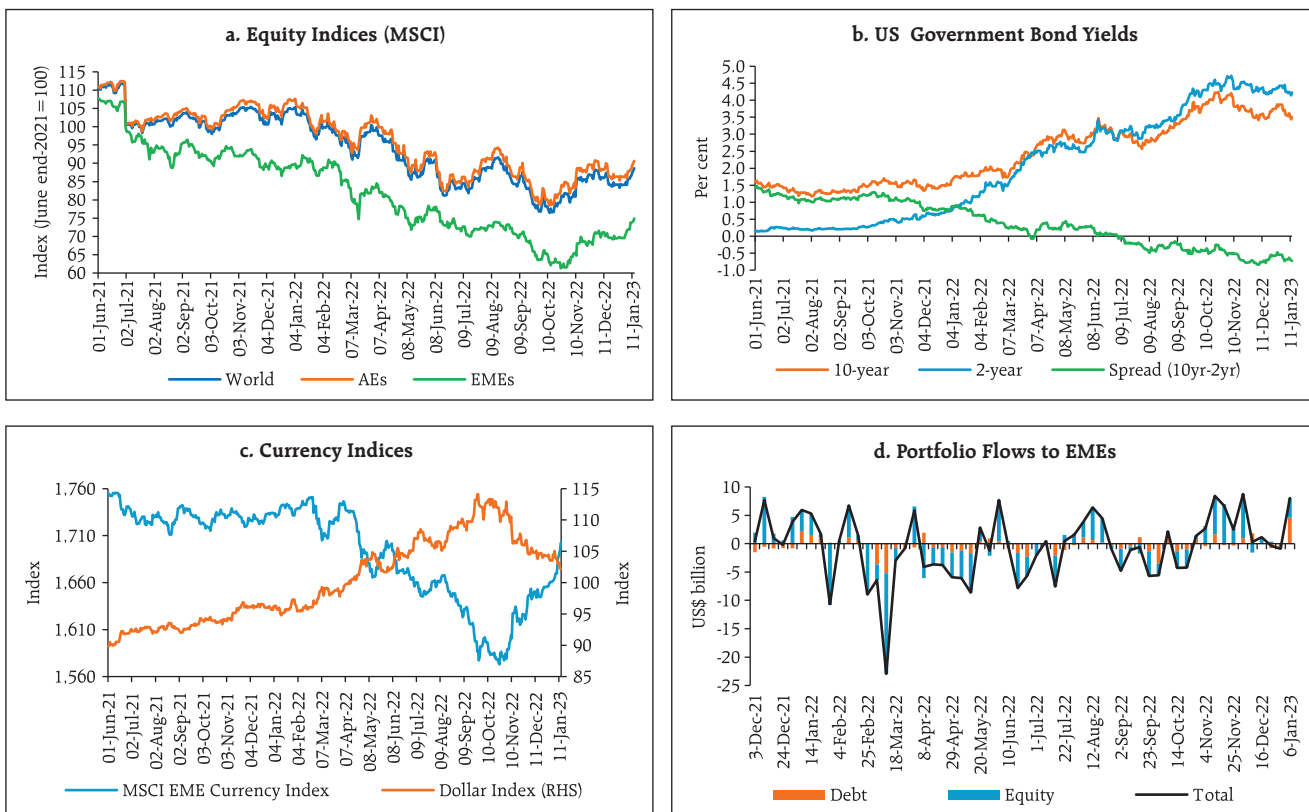 a. Equity Indices (MSCI)
Index (June end-2021 = 100)
115
110
105
100
95
90
85
80
75
70
65
60
01-Jun-21
02-Jul-21
02-Aug-21
02-Sep-21
03-Oct-21
03-Nov-21
04-Dec-21
04-Jan-22
04-Feb-22
07-Mar-22
07-Apr-22
08-May-22
08-Jun-22
09-Jul-22
09-Aug-22
09-Sep-22
10-Oct-22
10-Nov-22
11-Dec-22
11-Jan-23
World AEs EMEs
b. US Government Bond Yields
Per cent
5.0
4.5
4.0
3.5
3.0
2.5
2.0
1.5
1.0
0.5
0.0
-0.5
-1.0
01-Jun-21
02-Jul-21
02-Aug-21
02-Sep-21
03-Oct-21
03-Nov-21
04-Dec-21
04-Jan-22
04-Feb-22
07-Mar-22
07-Apr-22
08-May-22
08-Jun-22
09-Jul-22
09-Aug-22
09-Sep-22
10-Oct-22
10-Nov-22
11-Dec-22
11-Jan-23
10-year 2-year Spread (10yr-2yr)
c. Currency Indices
Index
1,760
1,710
1,660
1,610
1,560
115
110
105
100
95
90
85
Index
01-Jun-21
02-Jul-21
02-Aug-21
02-Sep-21
03-Oct-21
03-Nov-21
04-Dec-21
04-Jan-22
04-Feb-22
07-Mar-22
07-Apr-22
08-May-22
08-Jun-22
09-Jul-22
09-Aug-22
09-Sep-22
10-Oct-22
10-Nov-22
11-Dec-22
11-Jan-23
MSCI EME Currency Index Dollar Index (RHS)
d. Portfolio Flows to EMEs
US$ billion
10
5
0
-5
-10
-15
-20
-25
3-Dec-21
24-Dec-21
14-Jan-22
4-Feb-22
25-Feb-22
18-Mar-22
8-Apr-22
29-Apr-22
20-May-22
10-Jun-22
1-Jul-22
22-Jul-22
12-Aug-22
2-Sep-22
23-Sep-22
14-Oct-22
4-Nov-22
25-Nov-22
16-Dec-22
6-Jan-23
Debt Equity Total